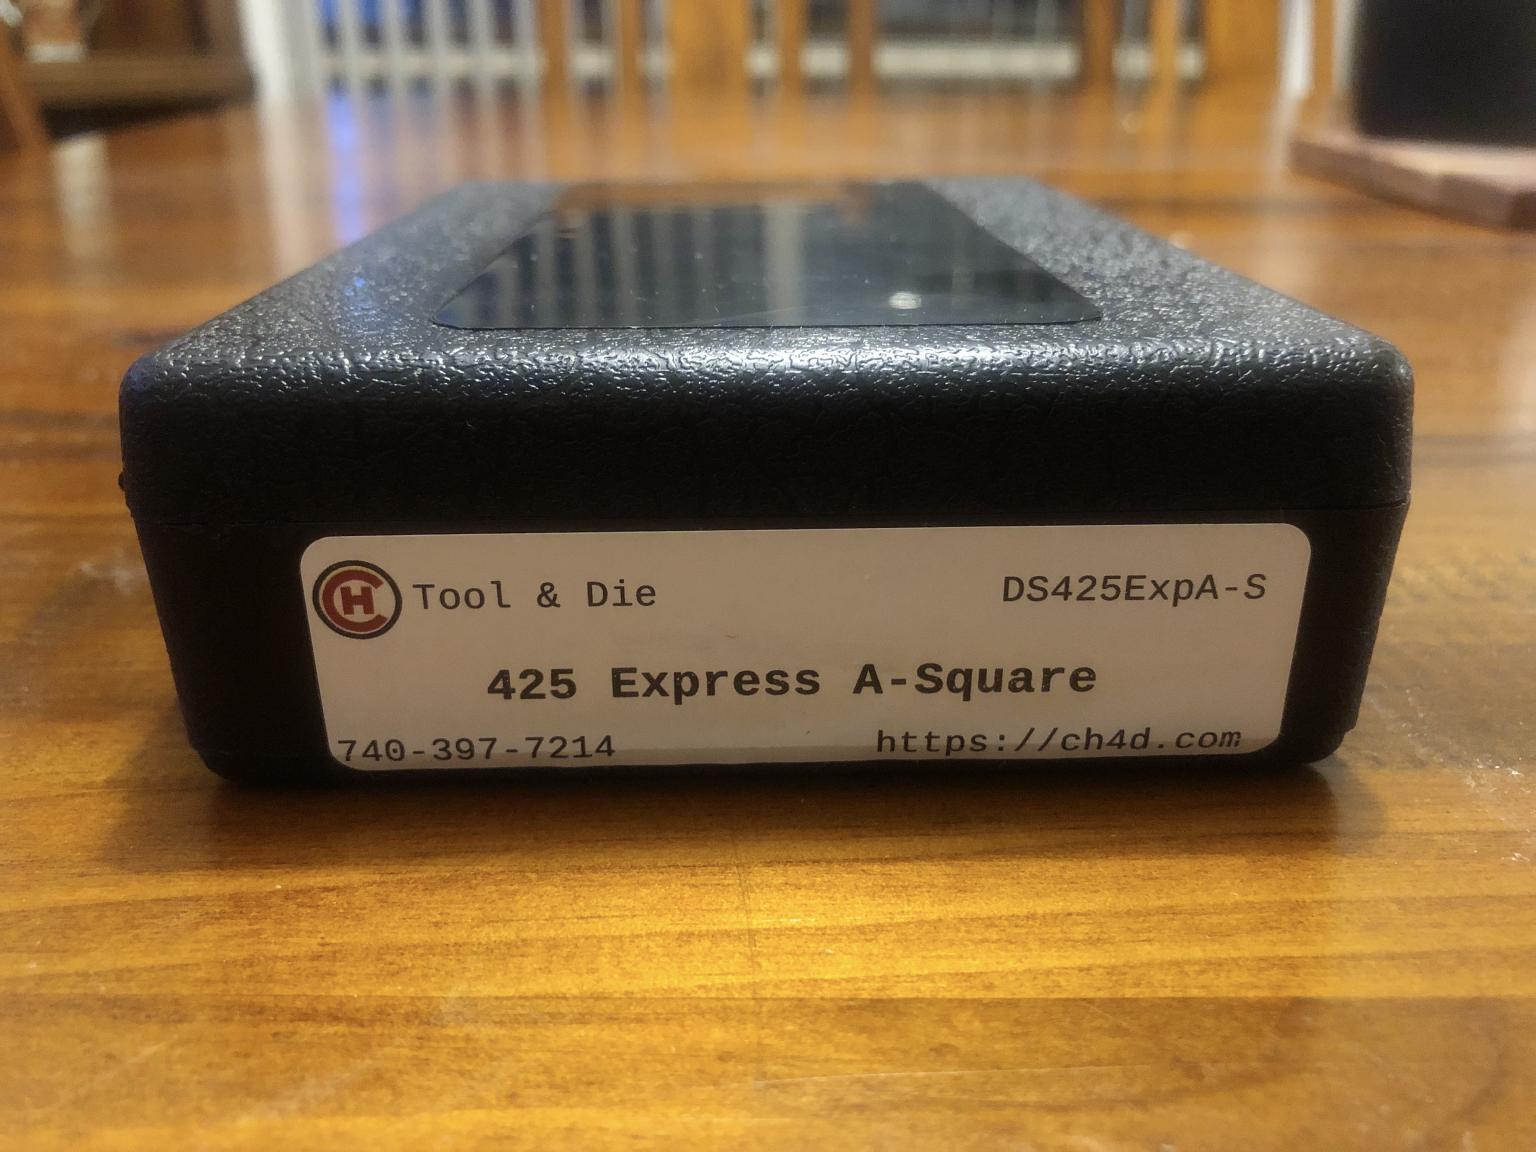 CH Tool & Die DS425ExpA-S
425 Express A-Square
740-397-7214 https://ch4d.com